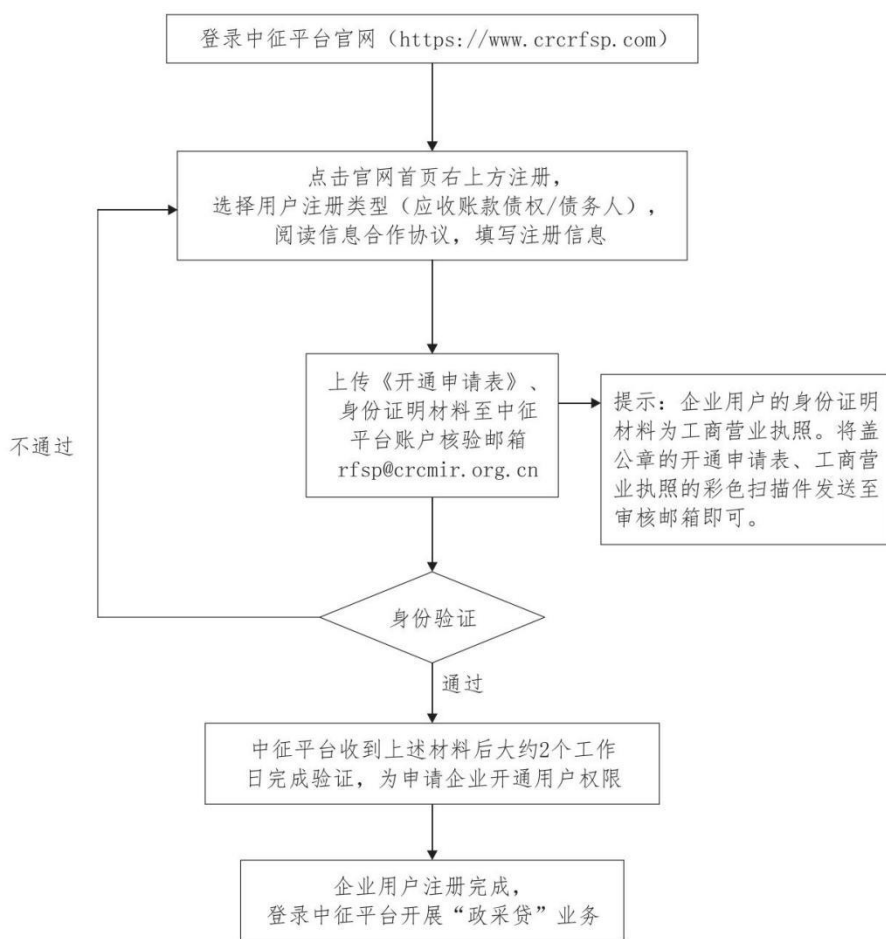 登录中征平台官网（https://www.crcrfsp.com）
点击官网首页右上方注册，
选择用户注册类型（应收账款债权/债务人），
阅读信息合作协议，填写注册信息
上传《开通申请表》、
身份证明材料至中征
平台账户核验邮箱
rfsp@crcmir.org.cn
提示：企业用户的身份证明
材料为工商营业执照。将盖
公章的开通申请表、工商营
业执照的彩色扫描件发送至
审核邮箱即可。
不通过
身份验证
通过
中征平台收到上述材料后大约2个工作
日完成验证，为申请企业开通用户权限
企业用户注册完成，
登录中征平台开展“政采贷”业务